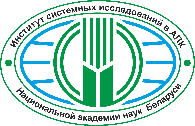 Институт системных исследований в АПК
Национальной академии наук Беларуси